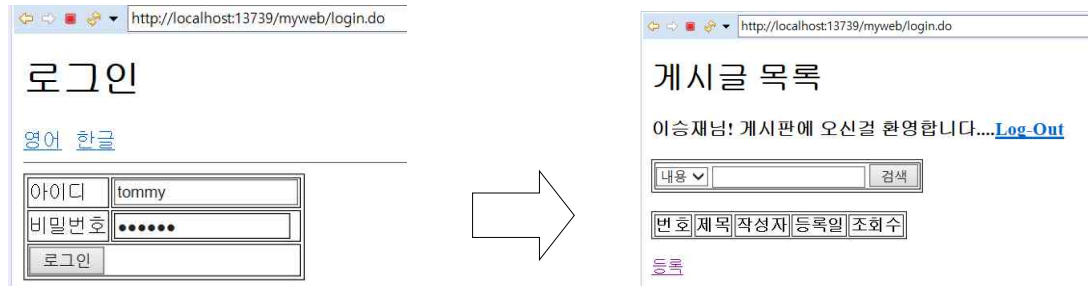 http://localhost:13739/myweb/login.do
로그인
영어 한글
아이디 tommy
비밀번호 ●●●●●●
로그인
http://localhost:13739/myweb/login.do
게시글 목록
이승재님! 게시판에 오신걸 환영합니다....Log-Out
내용 검색
번호 제목 작성자 등록일 조회수
등록